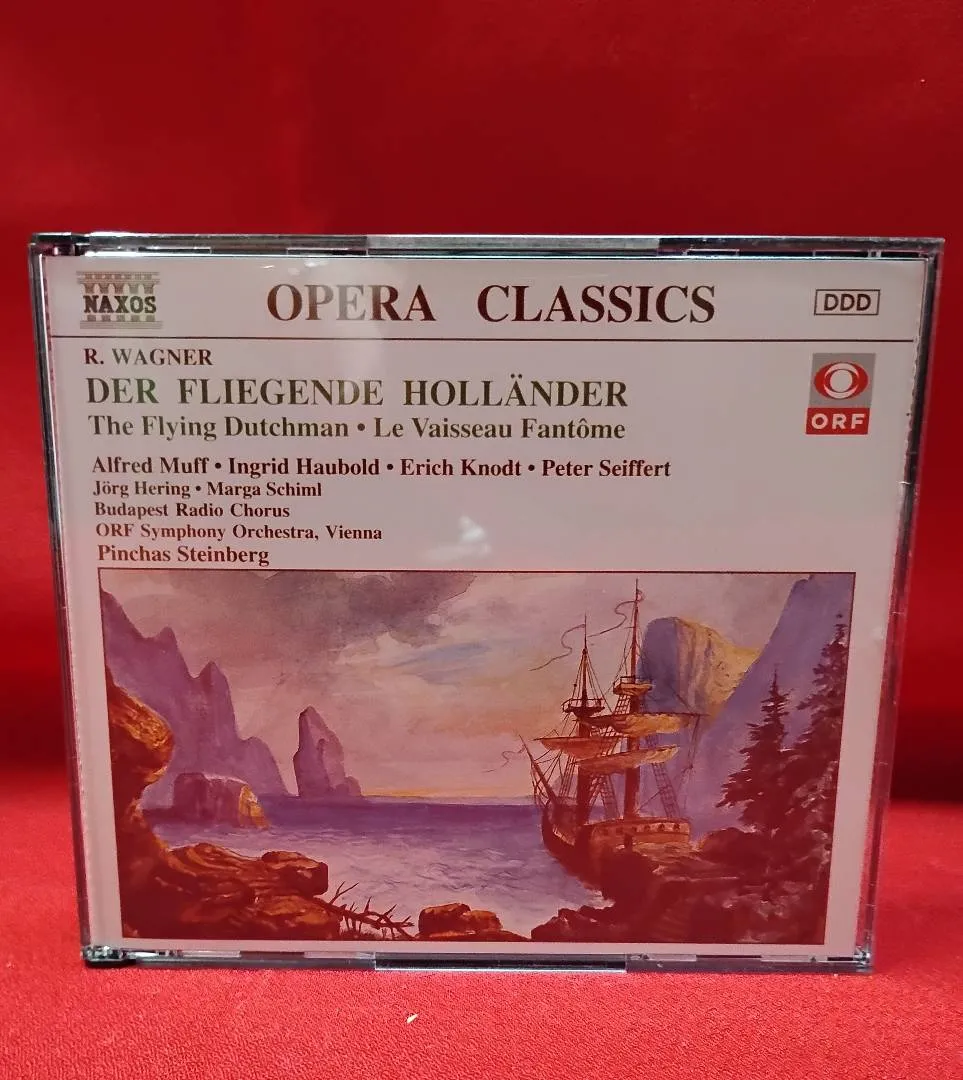 NAXOS
OPERA CLASSICS
DDD
R. WAGNER
DER FLIEGENDE HOLLÄNDER
The Flying Dutchman • Le Vaisseau Fantôme
ORF
Alfred Muff • Ingrid Haubold • Erich Knodt • Peter Seiffert
Jörg Hering • Marga Schiml
Budapest Radio Chorus
ORF Symphony Orchestra, Vienna
Pinchas Steinberg